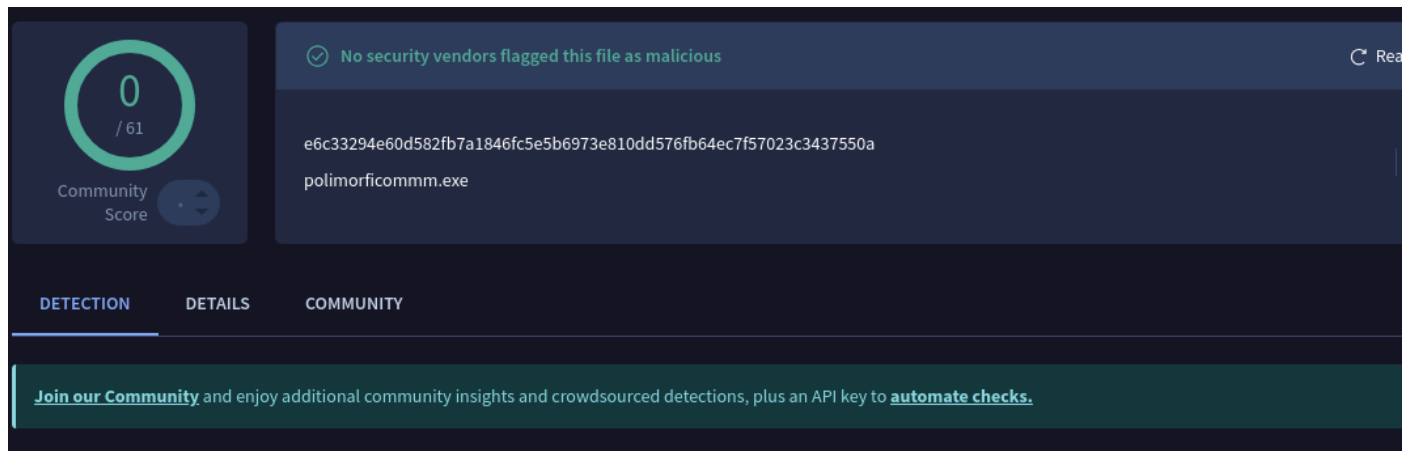 0
/ 61
Community
Score
No security vendors flagged this file as malicious
e6c33294e60d582fb7a1846fc5e5b6973e810dd576fb64ec7f57023c3437550a
polimorficommm.exe
DETECTION DETAILS COMMUNITY
Join our Community and enjoy additional community insights and crowdsourced detections, plus an API key to automate checks.